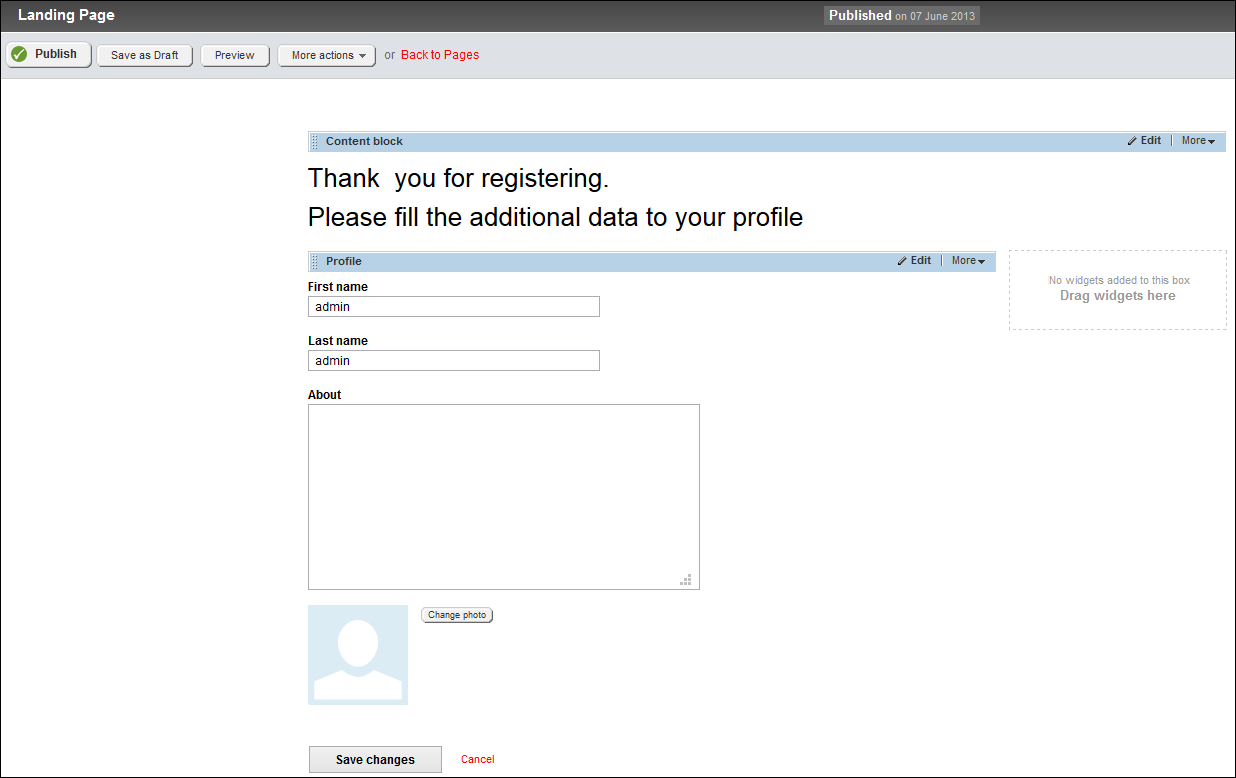 Landing Page Published on 07 June 2013
Publish Save as Draft Preview More actions or Back to Pages
Content block Edit More
Thank  you for registering.
Please fill the additional data to your profile
Profile Edit More
No widgets added to this box
Drag widgets here
First name
admin
Last name
admin
About
Change photo
Save changes Cancel